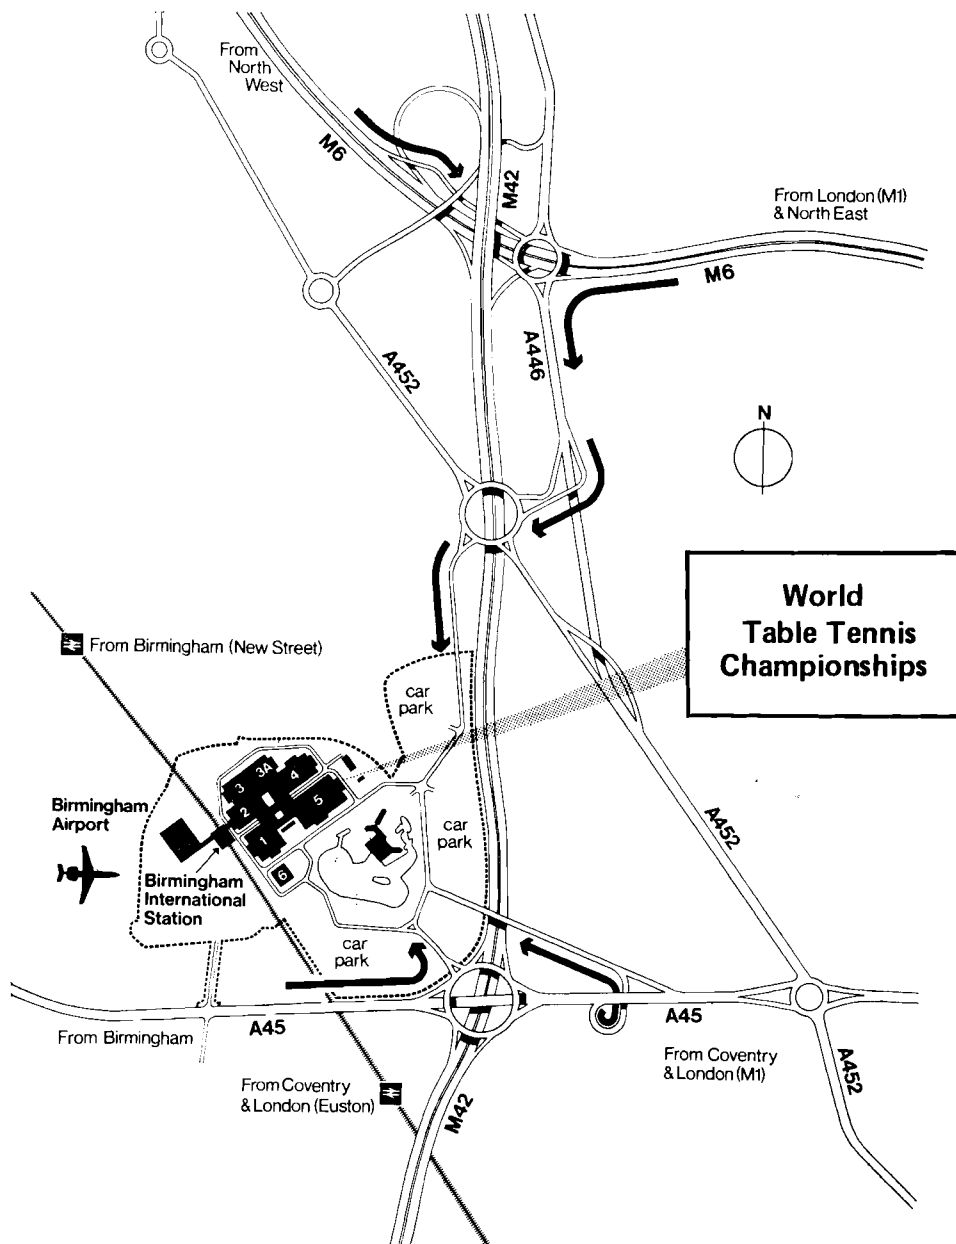 From
North
West
M6
M42
From London (M1)
& North East
M6
A452
A446
N
World
Table Tennis
Championships
From Birmingham (New Street)
car
park
3A
4
3
5
2
1
6
Birmingham
Airport
car
park
A452
Birmingham
International
Station
car
park
A45
A45
From Birmingham
From Coventry
& London (M1)
A452
From Coventry
& London (Euston)
M42